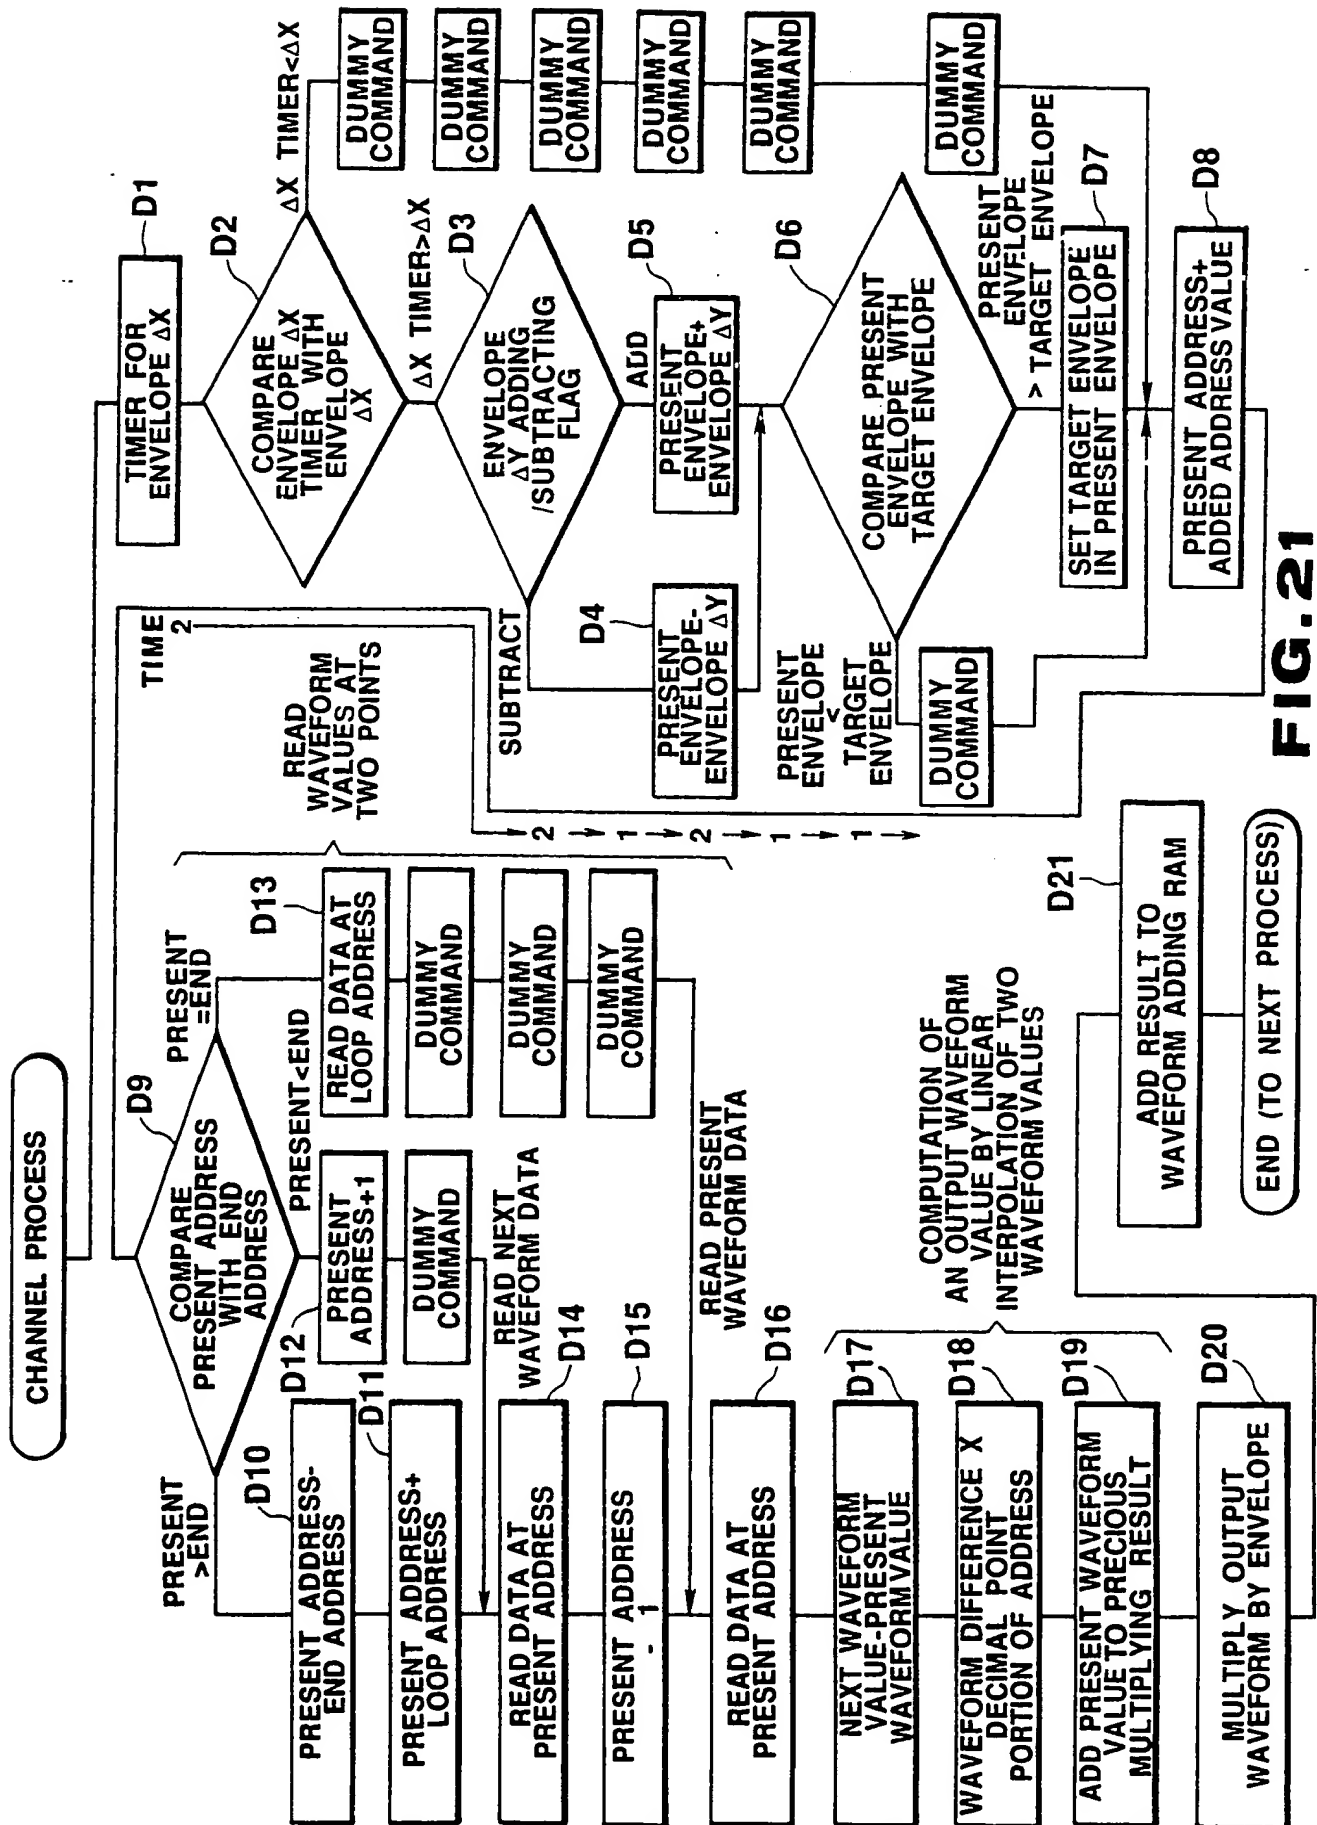 CHANNEL PROCESS
TIMER FOR
ENVELOPE ΔX
D1
COMPARE
ENVELOPE ΔX
TIMER WITH
ENVELOPE
ΔX
D2
ΔX TIMER<ΔX
DUMMY
COMMAND
DUMMY
COMMAND
DUMMY
COMMAND
DUMMY
COMMAND
DUMMY
COMMAND
DUMMY
COMMAND
ΔX TIMER>ΔX
ENVELOPE
ΔY ADDING
/SUBTRACTING
FLAG
D3
SUBTRACT
ADD
D4
PRESENT
ENVELOPE-
ENVELOPE ΔY
D5
PRESENT
ENVELOPE+
ENVELOPE ΔY
D6
COMPARE PRESENT
ENVELOPE WITH
TARGET ENVELOPE
PRESENT
ENVELOPE
<
TARGET
ENVELOPE
DUMMY
COMMAND
PRESENT
ENVELOPE
> TARGET ENVELOPE
D7
SET TARGET ENVELOPE
IN PRESENT ENVELOPE
D8
PRESENT ADDRESS+
ADDED ADDRESS VALUE
D9
COMPARE
PRESENT ADDRESS
WITH END
ADDRESS
PRESENT
>END
PRESENT<END
PRESENT
=END
D10
PRESENT ADDRESS-
END ADDRESS
D11
PRESENT ADDRESS+
LOOP ADDRESS
D12
PRESENT
ADDRESS+1
DUMMY
COMMAND
D13
READ DATA AT
LOOP ADDRESS
DUMMY
COMMAND
DUMMY
COMMAND
DUMMY
COMMAND
READ
WAVEFORM
VALUES AT
TWO POINTS
TIME
2
2
1
2
1
1
READ NEXT
WAVEFORM DATA
D14
READ DATA AT
PRESENT ADDRESS
D15
PRESENT ADDRESS
- 1
READ PRESENT
WAVEFORM DATA
D16
READ DATA AT
PRESENT ADDRESS
D17
NEXT WAVEFORM
VALUE-PRESENT
WAVEFORM VALUE
D18
WAVEFORM DIFFERENCE X
DECIMAL POINT
PORTION OF ADDRESS
D19
ADD PRESENT WAVEFORM
VALUE TO PRECIOUS
MULTIPLYING RESULT
COMPUTATION OF
AN OUTPUT WAVEFORM
VALUE BY LINEAR
INTERPOLATION OF TWO
WAVEFORM VALUES
D20
MULTIPLY OUTPUT
WAVEFORM BY ENVELOPE
D21
ADD RESULT TO
WAVEFORM ADDING RAM
END (TO NEXT PROCESS)
FIG.21